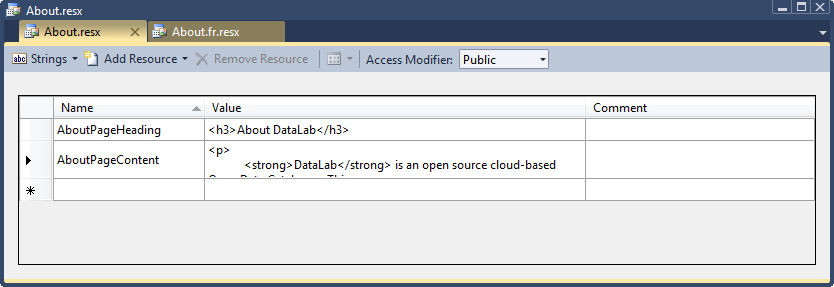 About.resx
About.resx About.fr.resx
abc Strings Add Resource Remove Resource Access Modifier: Public
Name Value Comment
AboutPageHeading <h3>About DataLab</h3>
<p>
AboutPageContent <strong>DataLab</strong> is an open source cloud-based